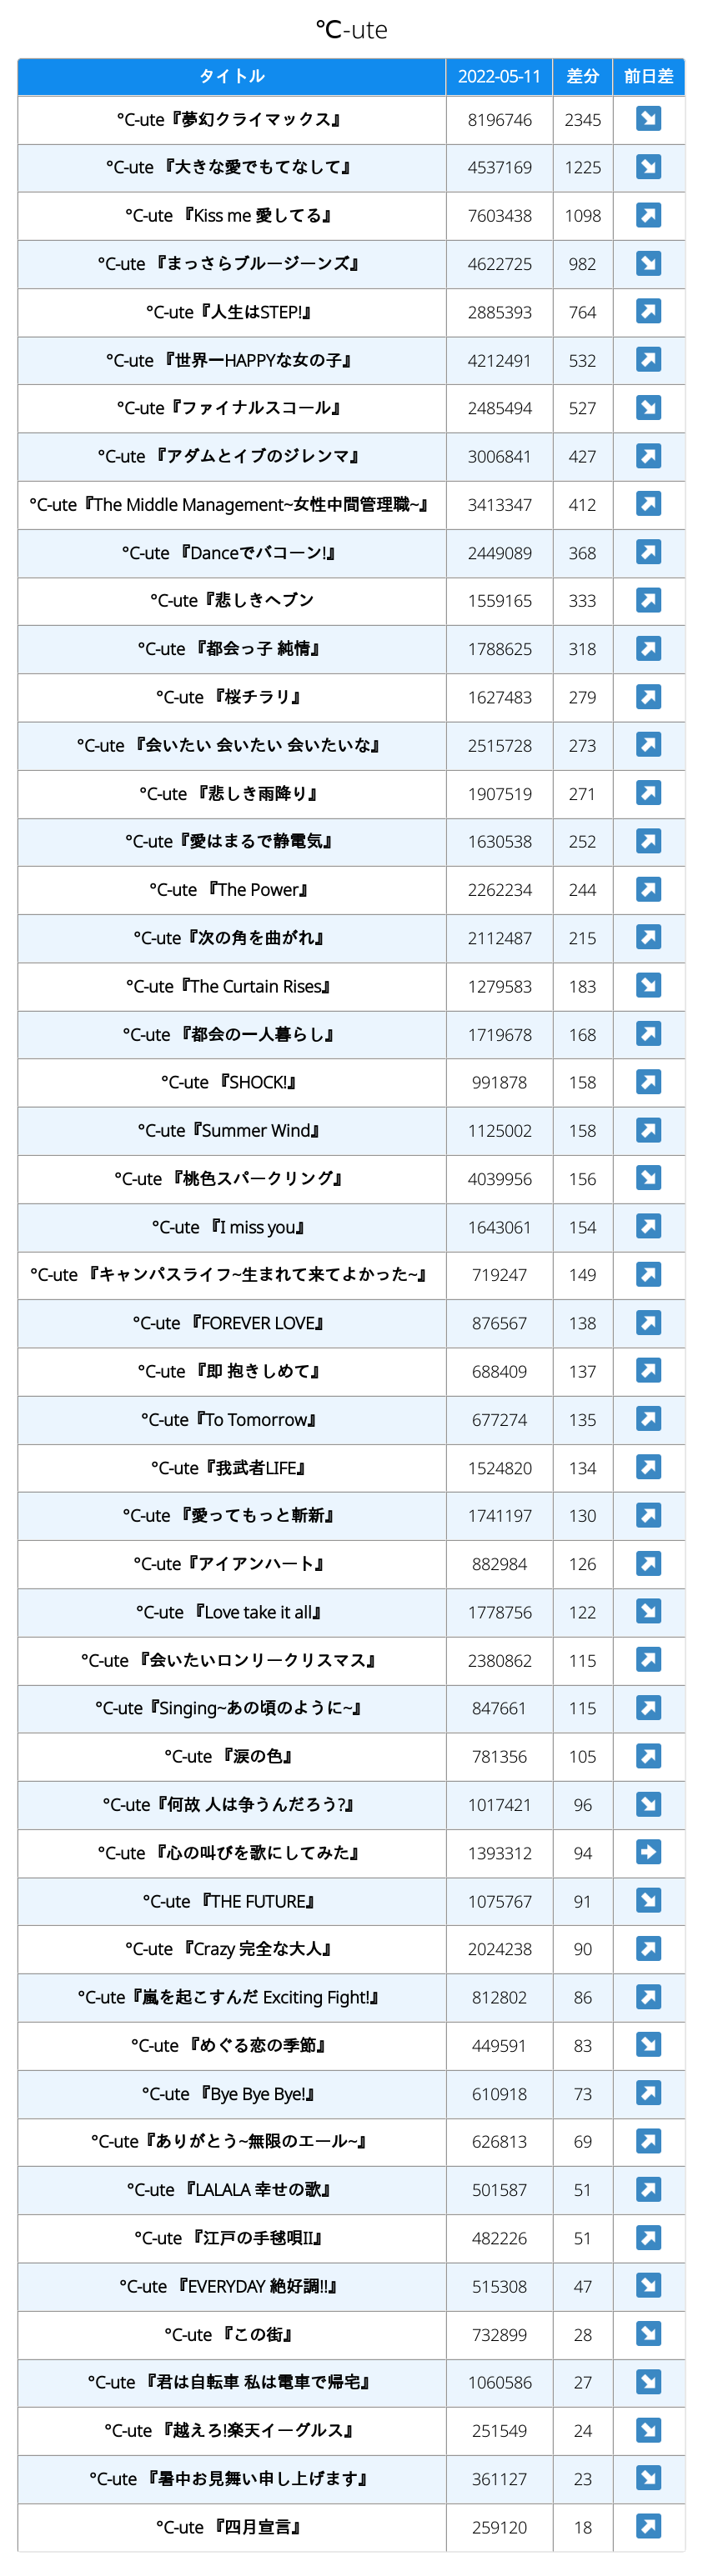 ℃-ute
タイトル 2022-05-11 差分 前日差
°C-ute『夢幻クライマックス』 8196746 2345 ↘
°C-ute 『大きな愛でもてなして』 4537169 1225 ↘
°C-ute 『Kiss me 愛してる』 7603438 1098 ↗
°C-ute 『まっさらブルージーンズ』 4622725 982 ↘
°C-ute『人生はSTEP!』 2885393 764 ↗
°C-ute 『世界一HAPPYな女の子』 4212491 532 ↗
°C-ute『ファイナルスコール』 2485494 527 ↘
°C-ute 『アダムとイブのジレンマ』 3006841 427 ↗
°C-ute『The Middle Management~女性中間管理職~』 3413347 412 ↗
°C-ute 『Danceでバコーン!』 2449089 368 ↗
°C-ute『悲しきヘブン 1559165 333 ↗
°C-ute 『都会っ子 純情』 1788625 318 ↗
°C-ute 『桜チラリ』 1627483 279 ↗
°C-ute 『会いたい 会いたい 会いたいな』 2515728 273 ↗
°C-ute 『悲しき雨降り』 1907519 271 ↗
°C-ute『愛はまるで静電気』 1630538 252 ↗
°C-ute 『The Power』 2262234 244 ↗
°C-ute『次の角を曲がれ』 2112487 215 ↗
°C-ute『The Curtain Rises』 1279583 183 ↘
°C-ute 『都会の一人暮らし』 1719678 168 ↗
°C-ute 『SHOCK!』 991878 158 ↗
°C-ute『Summer Wind』 1125002 158 ↗
°C-ute 『桃色スパークリング』 4039956 156 ↘
°C-ute 『I miss you』 1643061 154 ↗
°C-ute 『キャンパスライフ~生まれて来てよかった~』 719247 149 ↗
°C-ute 『FOREVER LOVE』 876567 138 ↗
°C-ute 『即 抱きしめて』 688409 137 ↗
°C-ute『To Tomorrow』 677274 135 ↗
°C-ute『我武者LIFE』 1524820 134 ↗
°C-ute 『愛ってもっと斬新』 1741197 130 ↗
°C-ute『アイアンハート』 882984 126 ↗
°C-ute 『Love take it all』 1778756 122 ↘
°C-ute 『会いたいロンリークリスマス』 2380862 115 ↗
°C-ute『Singing~あの頃のように~』 847661 115 ↗
°C-ute 『涙の色』 781356 105 ↗
°C-ute『何故 人は争うんだろう?』 1017421 96 ↘
°C-ute 『心の叫びを歌にしてみた』 1393312 94 →
°C-ute 『THE FUTURE』 1075767 91 ↘
°C-ute 『Crazy 完全な大人』 2024238 90 ↗
°C-ute『嵐を起こすんだ Exciting Fight!』 812802 86 ↗
°C-ute 『めぐる恋の季節』 449591 83 ↘
°C-ute 『Bye Bye Bye!』 610918 73 ↗
°C-ute『ありがとう~無限のエール~』 626813 69 ↗
°C-ute 『LALALA 幸せの歌』 501587 51 ↗
°C-ute 『江戸の手毬唄II』 482226 51 ↗
°C-ute 『EVERYDAY 絶好調!!』 515308 47 ↘
°C-ute 『この街』 732899 28 ↘
°C-ute 『君は自転車 私は電車で帰宅』 1060586 27 ↘
°C-ute 『越えろ!楽天イーグルス』 251549 24 ↘
°C-ute 『暑中お見舞い申し上げます』 361127 23 ↘
°C-ute 『四月宣言』 259120 18 ↗